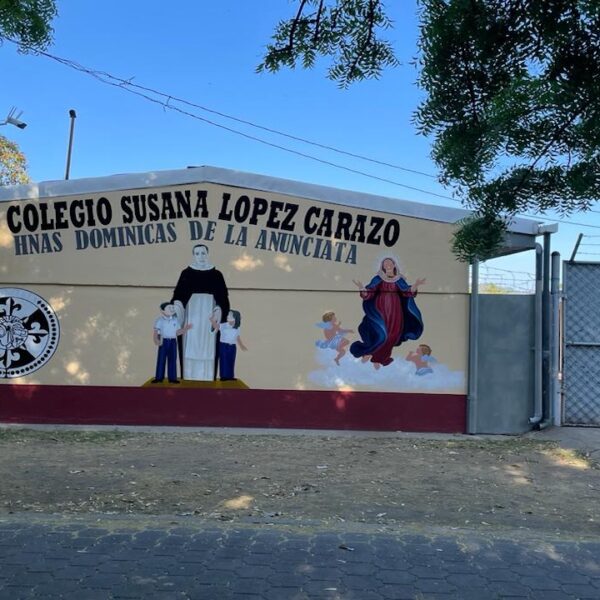 COLEGIO SUSANA LOPEZ CARAZO
HNAS DOMINICAS DE LA ANUNCIATA